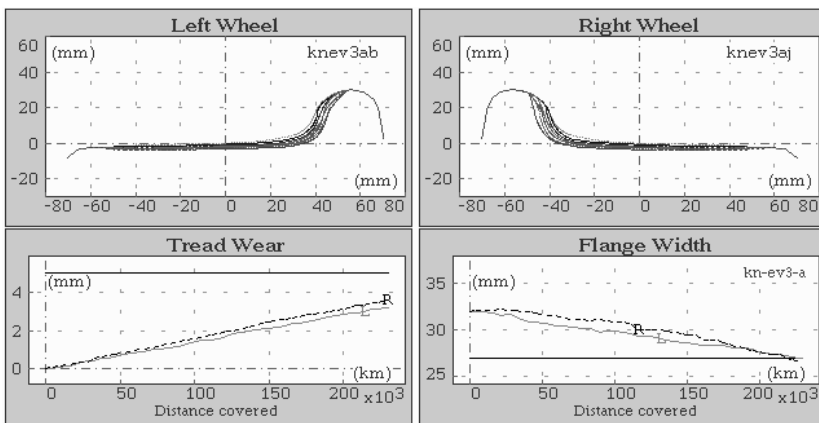 Left Wheel
60
(mm)
knev3ab
40
20
0
-20
(mm)
-80 -60 -40 -20 0 20 40 60 80
Right Wheel
60
(mm)
knev3aj
40
20
0
-20
(mm)
-80 -60 -40 -20 0 20 40 60 80
Tread Wear
(mm)
4
2
0
R
L
(km)
0 50 100 150 200 x10³
Distance covered
Flange Width
(mm)
kn-ev3-a
35
30
25
R
L
(km)
0 50 100 150 200 x10³
Distance covered